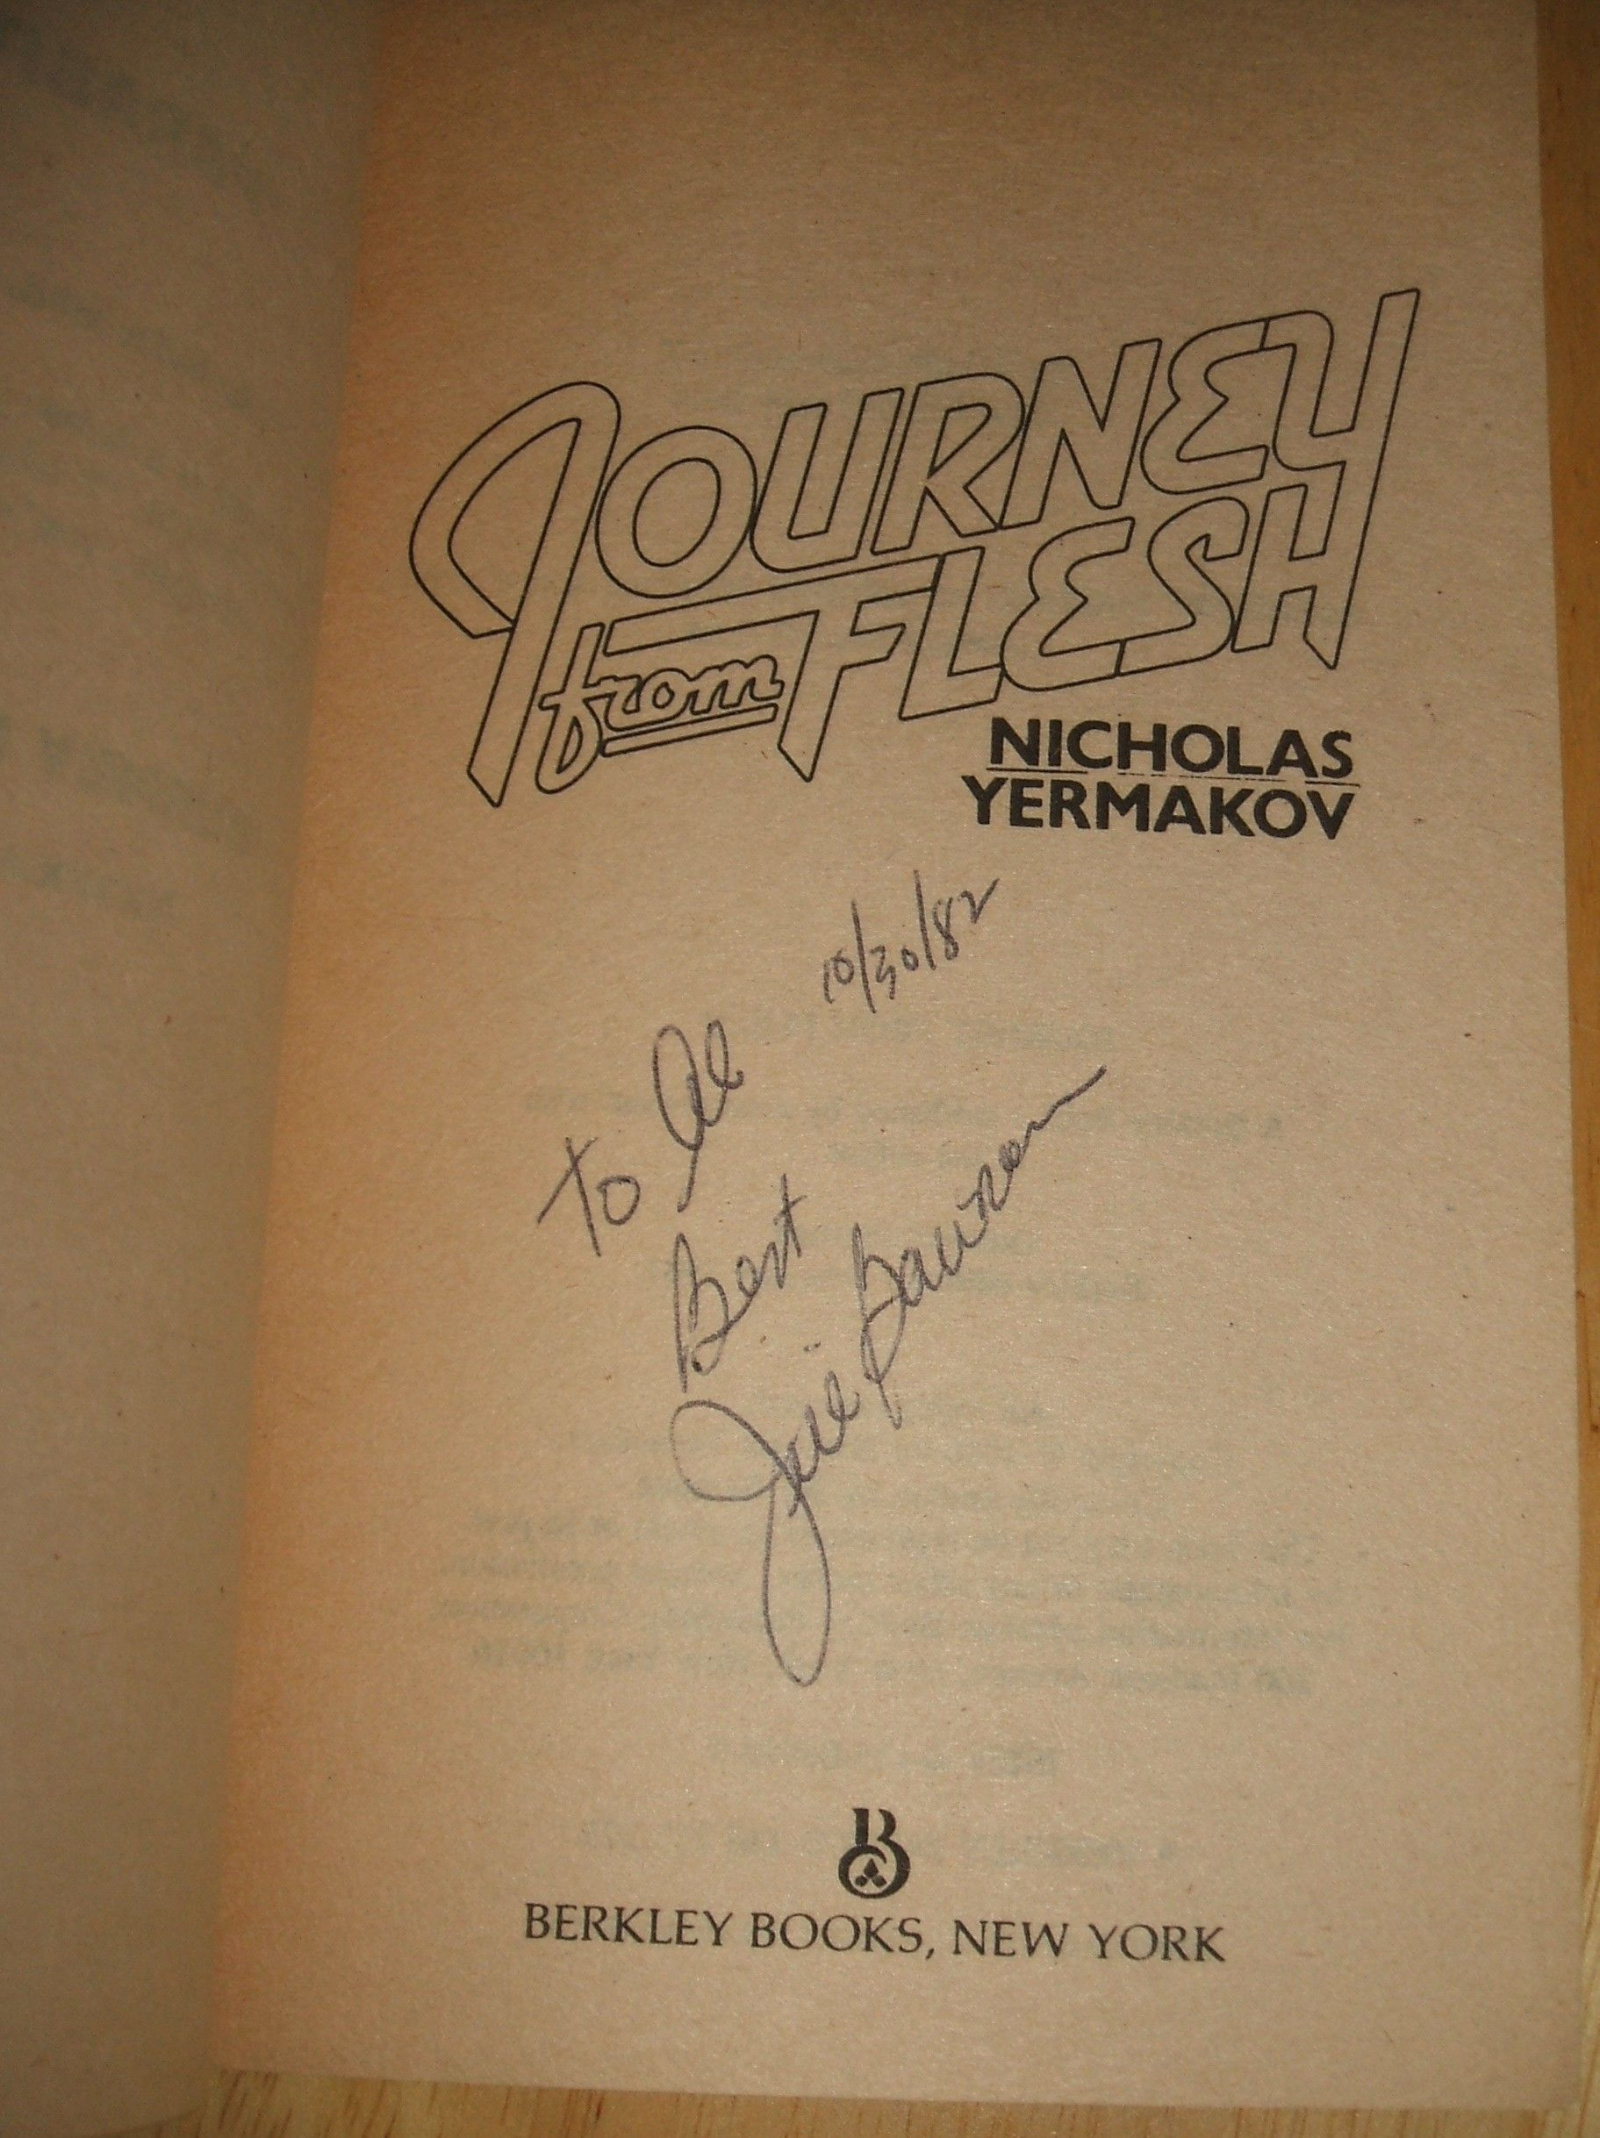 JOURNEY
from FLESH
NICHOLAS
YERMAKOV
10/30/82
To Al
Best
BERKLEY BOOKS, NEW YORK